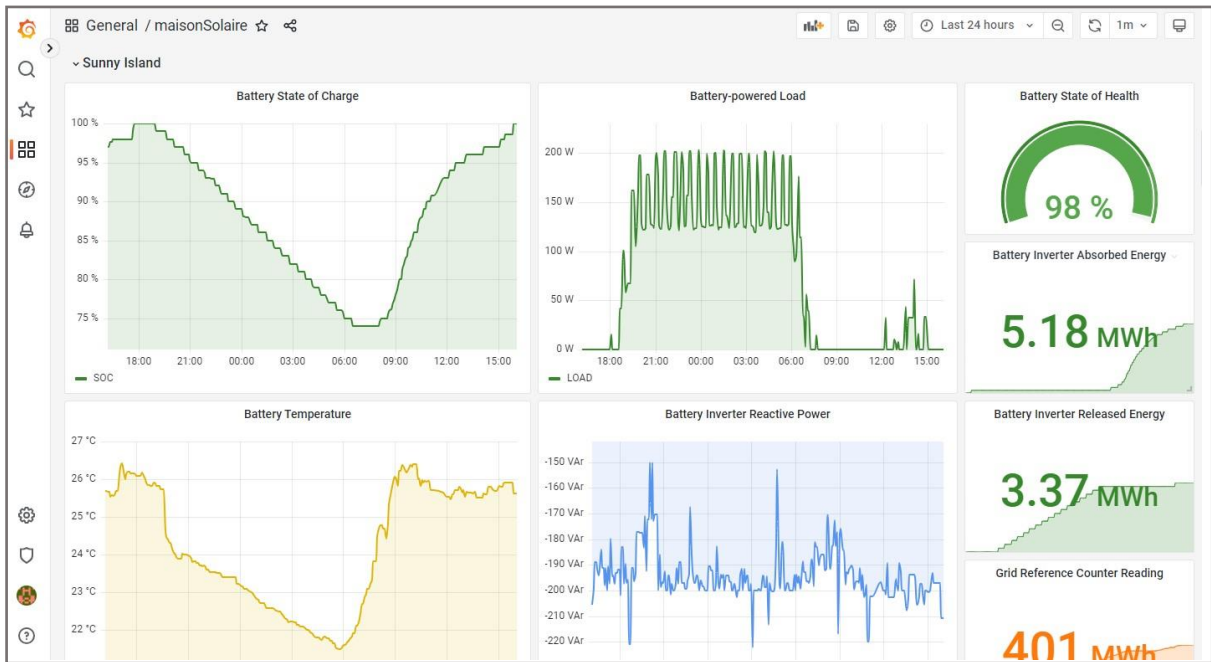 General / maisonSolaire
Last 24 hours
1m
Sunny Island
Battery State of Charge
100 %
95 %
90 %
85 %
80 %
75 %
18:00 21:00 00:00 03:00 06:00 09:00 12:00 15:00
SOC
Battery-powered Load
200 W
150 W
100 W
50 W
0 W
18:00 21:00 00:00 03:00 06:00 09:00 12:00 15:00
LOAD
Battery State of Health
98 %
Battery Inverter Absorbed Energy
5.18 MWh
Battery Temperature
27 °C
26 °C
25 °C
24 °C
23 °C
22 °C
Battery Inverter Reactive Power
-150 VAr
-160 VAr
-170 VAr
-180 VAr
-190 VAr
-200 VAr
-210 VAr
-220 VAr
Battery Inverter Released Energy
3.37 MWh
Grid Reference Counter Reading
401 MWh